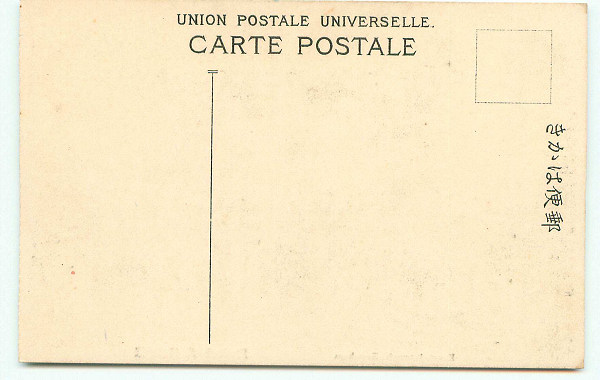 UNION POSTALE UNIVERSELLE.
CARTE POSTALE
郵便はかき